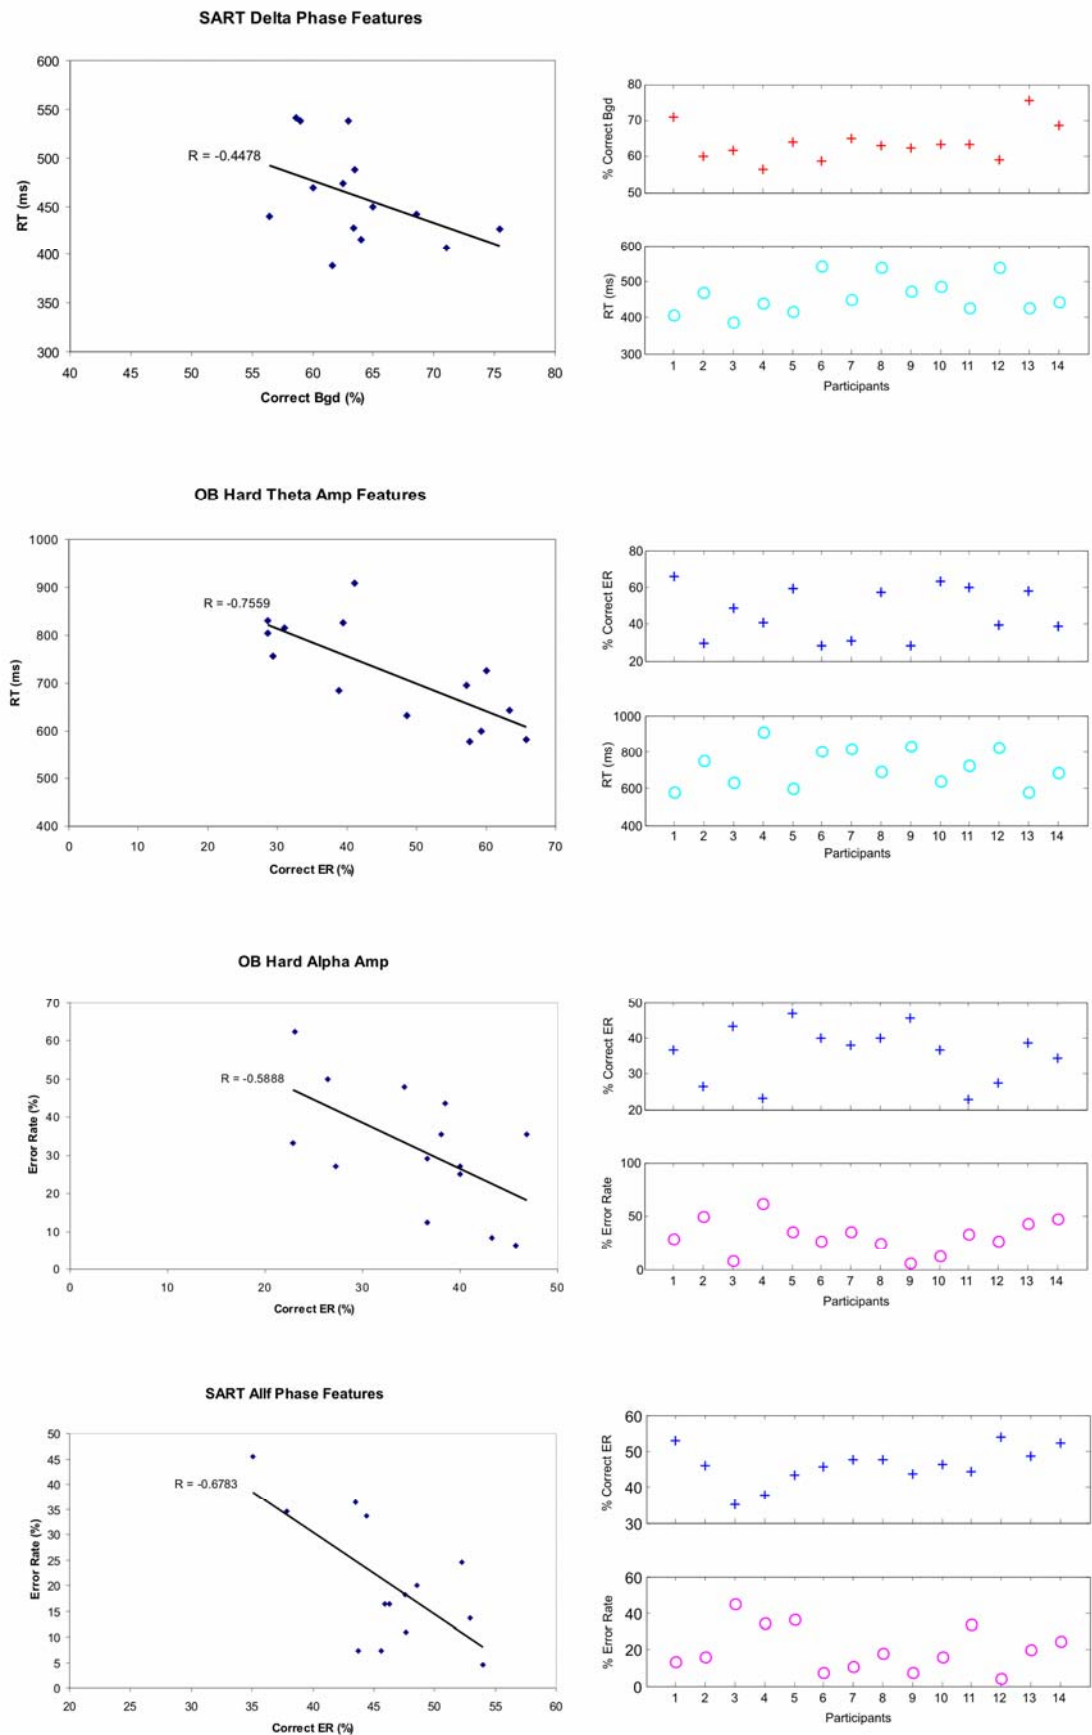 SART Delta Phase Features
600
550
500
450
400
350
300
RT (ms)
R = -0.4478
40 45 50 55 60 65 70 75 80
Correct Bgd (%)
80
70
60
50
% Correct Bgd
600
500
400
300
RT (ms)
1 2 3 4 5 6 7 8 9 10 11 12 13 14
Participants
OB Hard Theta Amp Features
1000
900
800
700
600
500
400
RT (ms)
R = -0.7559
0 10 20 30 40 50 60 70
Correct ER (%)
80
60
40
20
% Correct ER
1000
800
600
400
RT (ms)
1 2 3 4 5 6 7 8 9 10 11 12 13 14
Participants
OB Hard Alpha Amp
70
60
50
40
30
20
10
0
Error Rate (%)
R = -0.5888
0 10 20 30 40 50
Correct ER (%)
50
40
30
20
% Correct ER
100
50
0
% Error Rate
1 2 3 4 5 6 7 8 9 10 11 12 13 14
Participants
SART Allf Phase Features
50
45
40
35
30
25
20
15
10
5
0
Error Rate (%)
R = -0.6783
20 25 30 35 40 45 50 55 60
Correct ER (%)
60
50
40
30
% Correct ER
60
40
20
0
% Error Rate
1 2 3 4 5 6 7 8 9 10 11 12 13 14
Participants